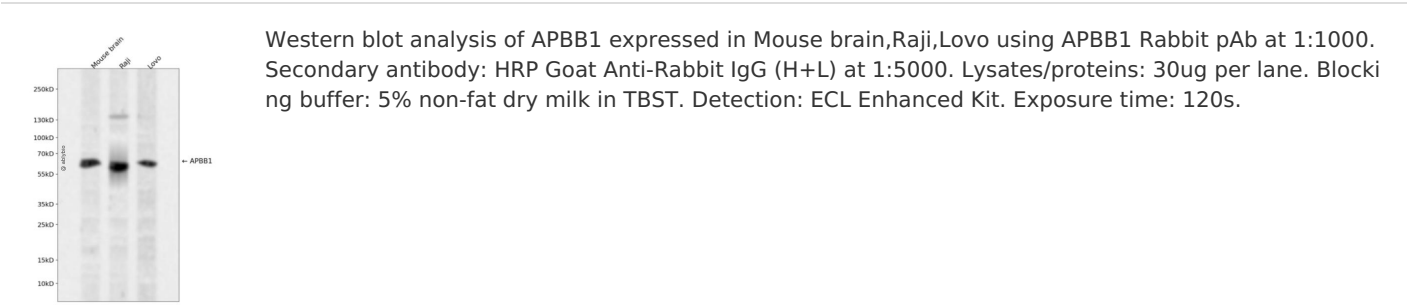 Mouse brain
Raji
Lovo
250kD
130kD
100kD
70kD
55kD
35kD
25kD
15kD
10kD
← APBB1
Western blot analysis of APBB1 expressed in Mouse brain,Raji,Lovo using APBB1 Rabbit pAb at 1:1000.
Secondary antibody: HRP Goat Anti-Rabbit IgG (H+L) at 1:5000. Lysates/proteins: 30ug per lane. Blocki
ng buffer: 5% non-fat dry milk in TBST. Detection: ECL Enhanced Kit. Exposure time: 120s.